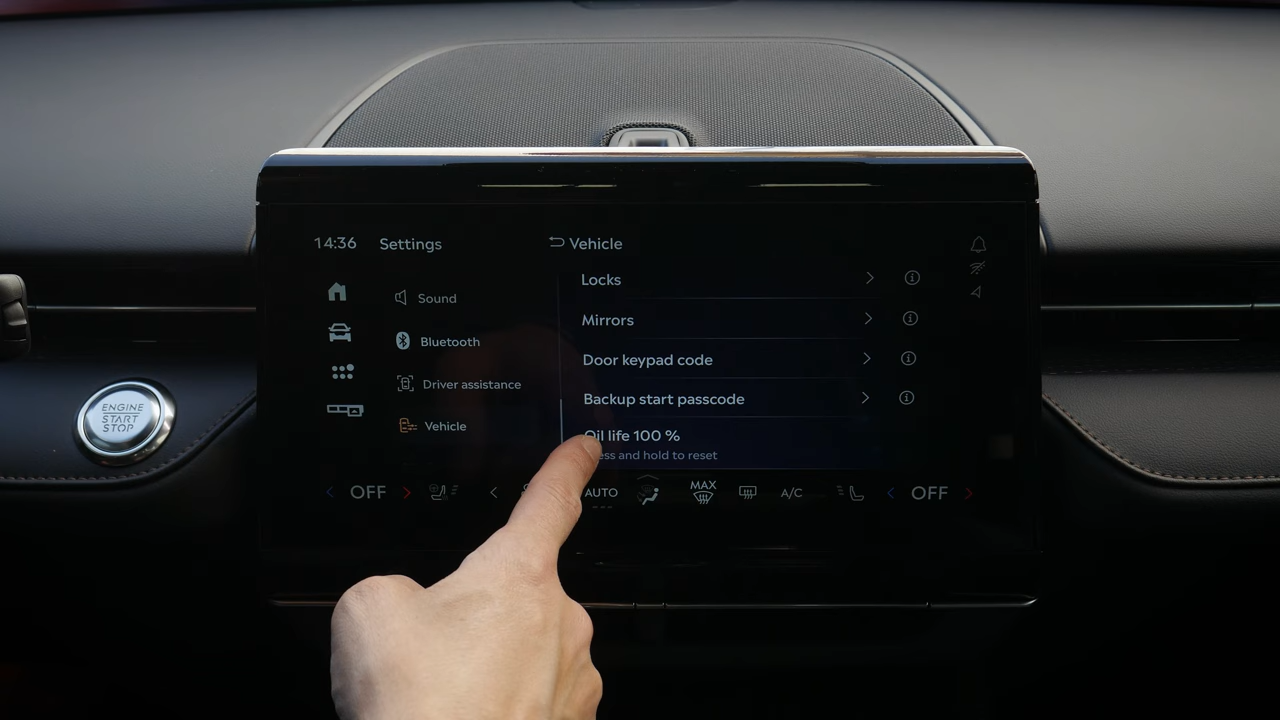 14:36
Settings
Vehicle
Sound
Bluetooth
Driver assistance
Vehicle
Locks
Mirrors
Door keypad code
Backup start passcode
Oil life 100 %
and hold to reset
ENGINE
START
STOP
OFF
AUTO
MAX
A/C
OFF